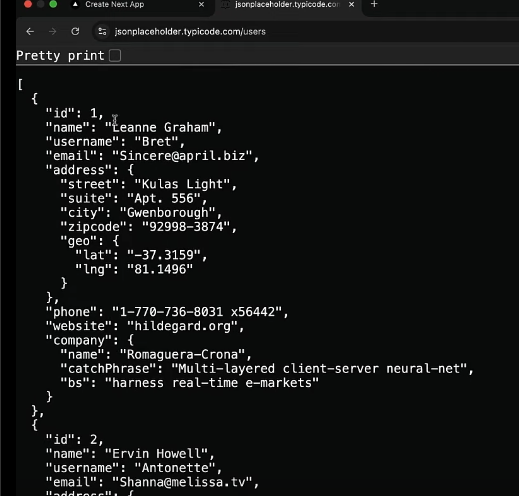 Create Next App
jsonplaceholder.typicode.com/
jsonplaceholder.typicode.com/users
Pretty print
[
  {
    "id": 1,
    "name": "Leanne Graham",
    "username": "Bret",
    "email": "Sincere@april.biz",
    "address": {
      "street": "Kulas Light",
      "suite": "Apt. 556",
      "city": "Gwenborough",
      "zipcode": "92998-3874",
      "geo": {
        "lat": "-37.3159",
        "lng": "81.1496"
      }
    },
    "phone": "1-770-736-8031 x56442",
    "website": "hildegard.org",
    "company": {
      "name": "Romaguera-Crona",
      "catchPhrase": "Multi-layered client-server neural-net",
      "bs": "harness real-time e-markets"
    }
  },
  {
    "id": 2,
    "name": "Ervin Howell",
    "username": "Antonette",
    "email": "Shanna@melissa.tv",
    "address": {